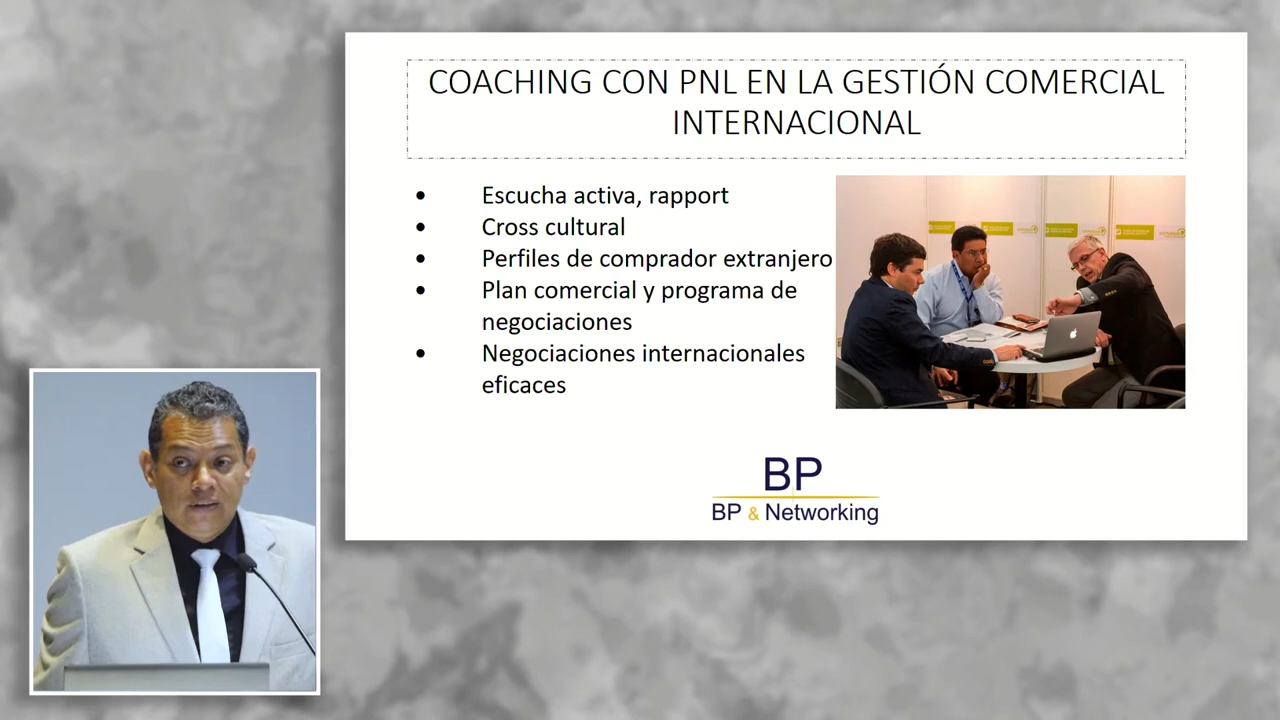 COACHING CON PNL EN LA GESTIÓN COMERCIAL
INTERNACIONAL
• Escucha activa, rapport
• Cross cultural
• Perfiles de comprador extranjero
• Plan comercial y programa de
negociaciones
• Negociaciones internacionales
eficaces
BP
BP & Networking